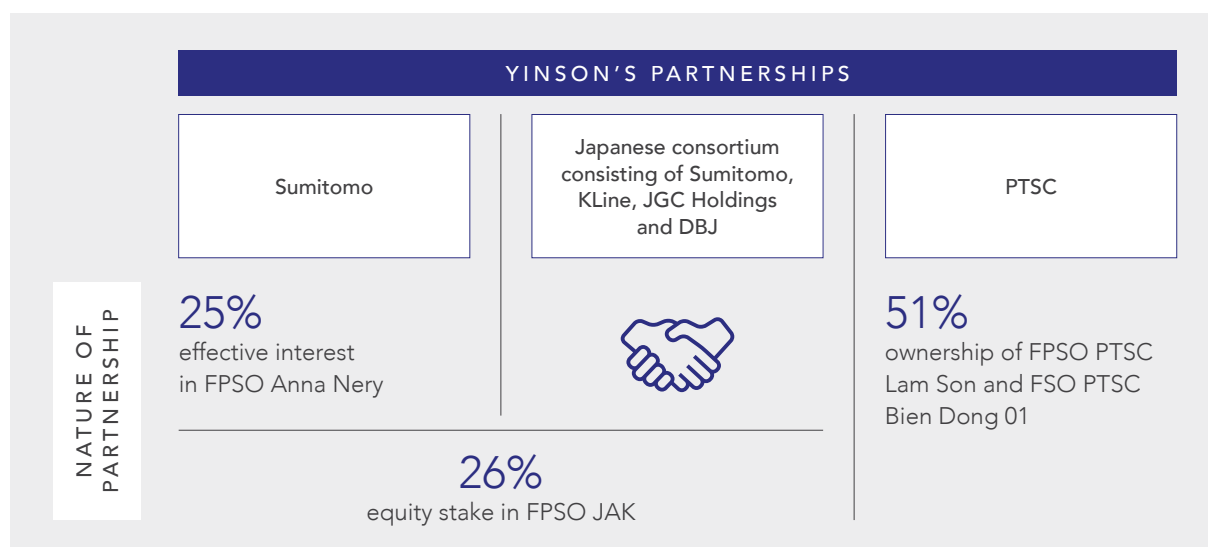 YINSON'S PARTNERSHIPS
Sumitomo
Japanese consortium
consisting of Sumitomo,
KLine, JGC Holdings
and DBJ
PTSC
NATURE OF
PARTNERSHIP
25%
effective interest
in FPSO Anna Nery
51%
ownership of FPSO PTSC
Lam Son and FSO PTSC
Bien Dong 01
26%
equity stake in FPSO JAK